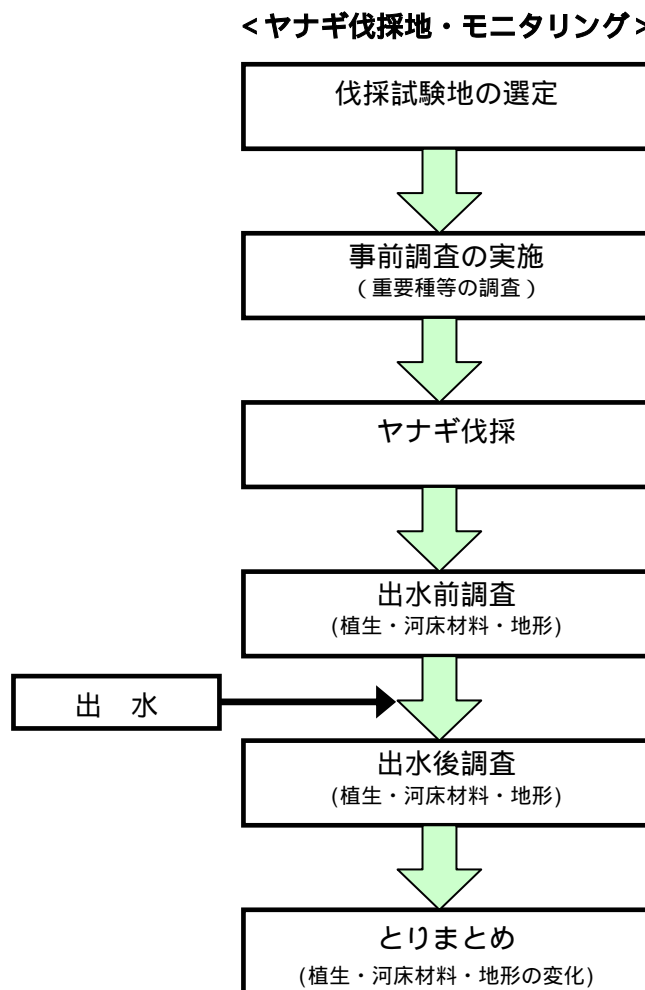 <ヤナギ伐採地・モニタリング>
伐採試験地の選定
事前調査の実施
（重要種等の調査）
ヤナギ伐採
出水前調査
(植生・河床材料・地形)
出　水
出水後調査
(植生・河床材料・地形)
とりまとめ
(植生・河床材料・地形の変化)